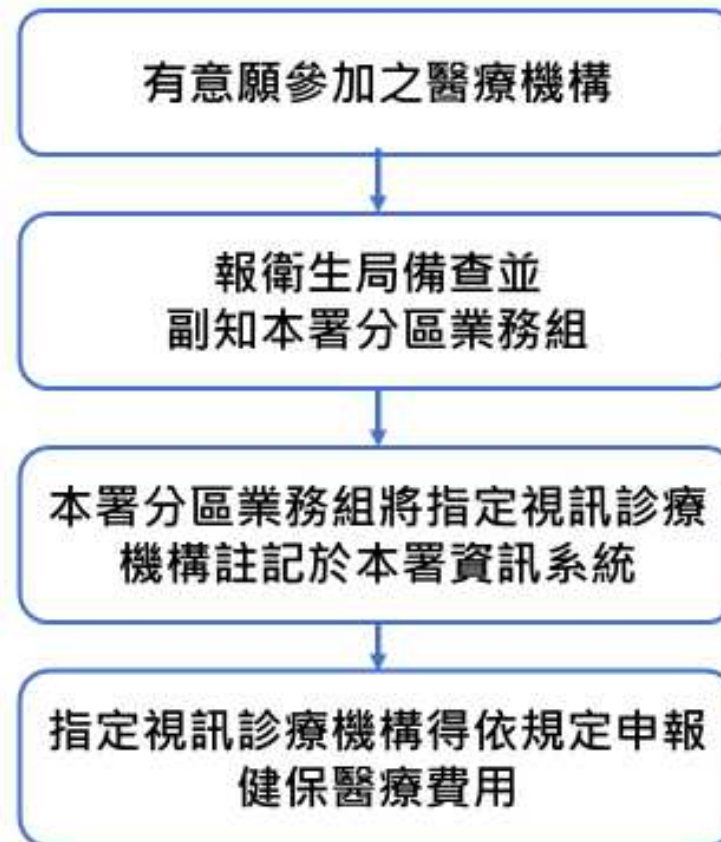 有意願參加之醫療機構
報衛生局備查並
副知本署分區業務組
本署分區業務組將指定視訊診療
機構註記於本署資訊系統
指定視訊診療機構得依規定申報
健保醫療費用